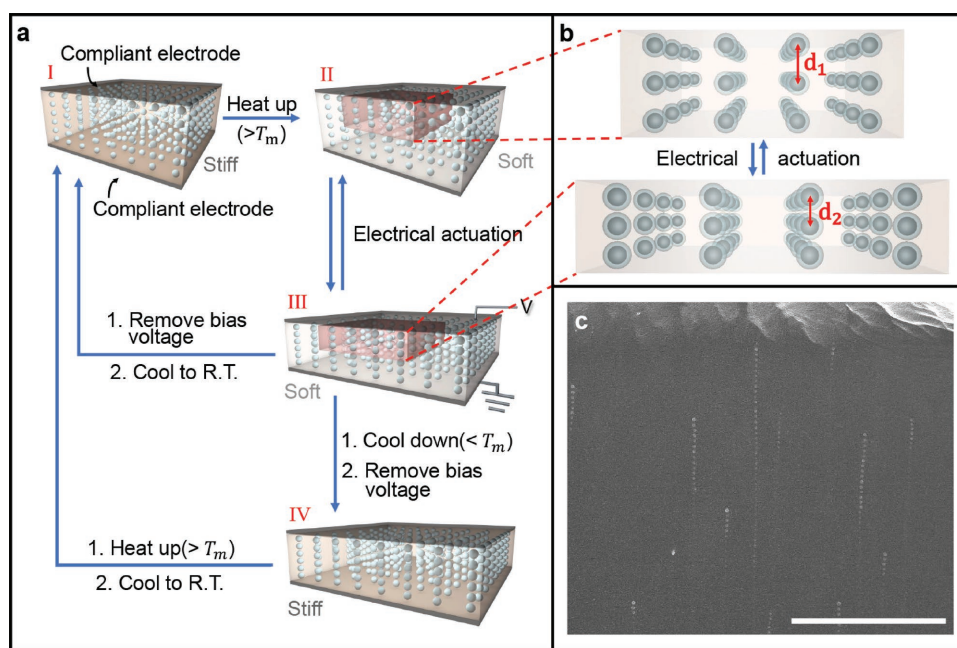 a
I
Compliant electrode
Stiff
Compliant electrode
Heat up
(>Tm)
II
Soft
Electrical actuation
III
V
Soft
1. Remove bias
voltage
2. Cool to R.T.
1. Cool down(< Tm)
2. Remove bias
voltage
IV
Stiff
1. Heat up(> Tm)
2. Cool to R.T.
b
d1
Electrical
actuation
d2
c